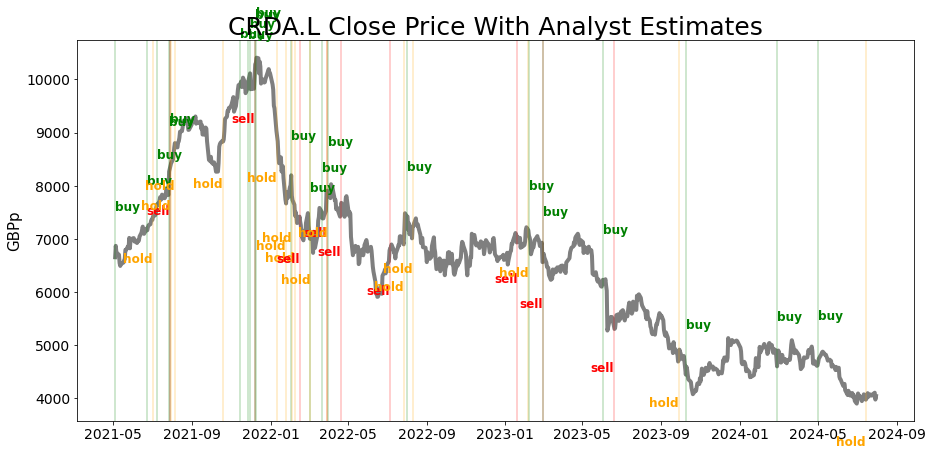 CRDA.L Close Price With Analyst Estimates
buy
buy
buy
buy
buy
10000
9000
8000
7000
6000
5000
4000
GBPp
buy
buy
sell
buy
buy
buy
buy
buy
hold
hold
hold
buy
hold
sell
buy
buy
buy
buy
buy
hold
hold
hold
hold
sell
hold
sell
hold
sell
hold
hold
sell
hold
sell
sell
hold
buy
sell
buy
buy
buy
hold
hold
2021-05
2021-09
2022-01
2022-05
2022-09
2023-01
2023-05
2023-09
2024-01
2024-05
2024-09